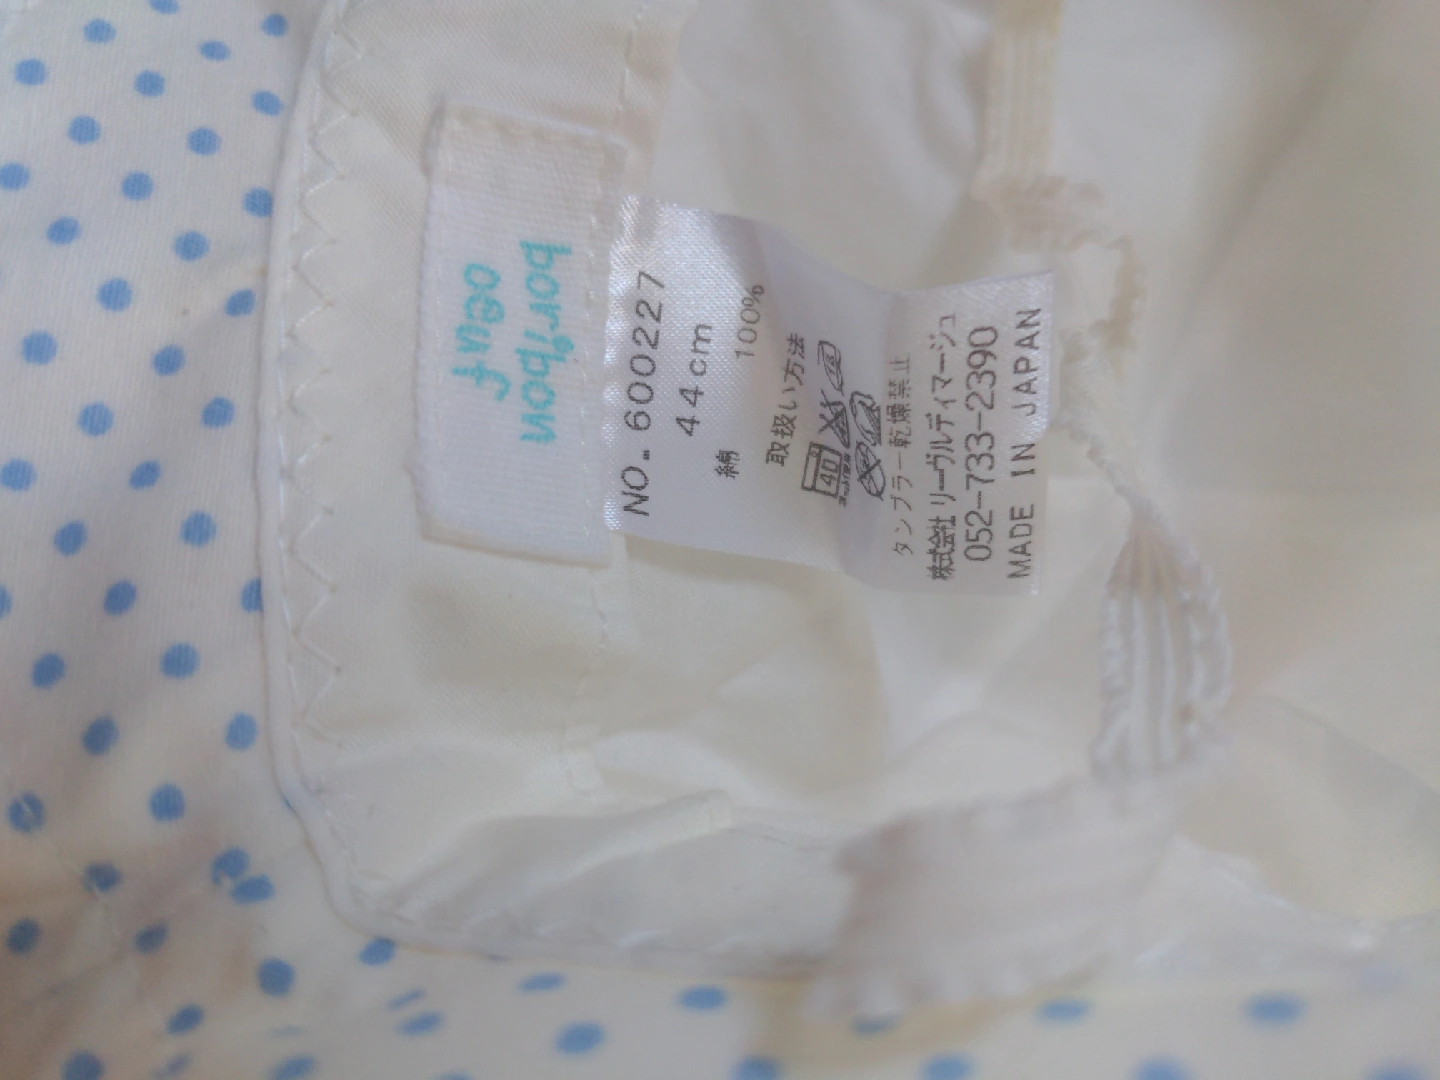 oeuf
bourgeon
NO. 600227
44cm
綿 100%
取扱い方法
40
タンブラー乾燥禁止
株式会社 リーヴルディマージュ
052-733-2390
MADE IN JAPAN